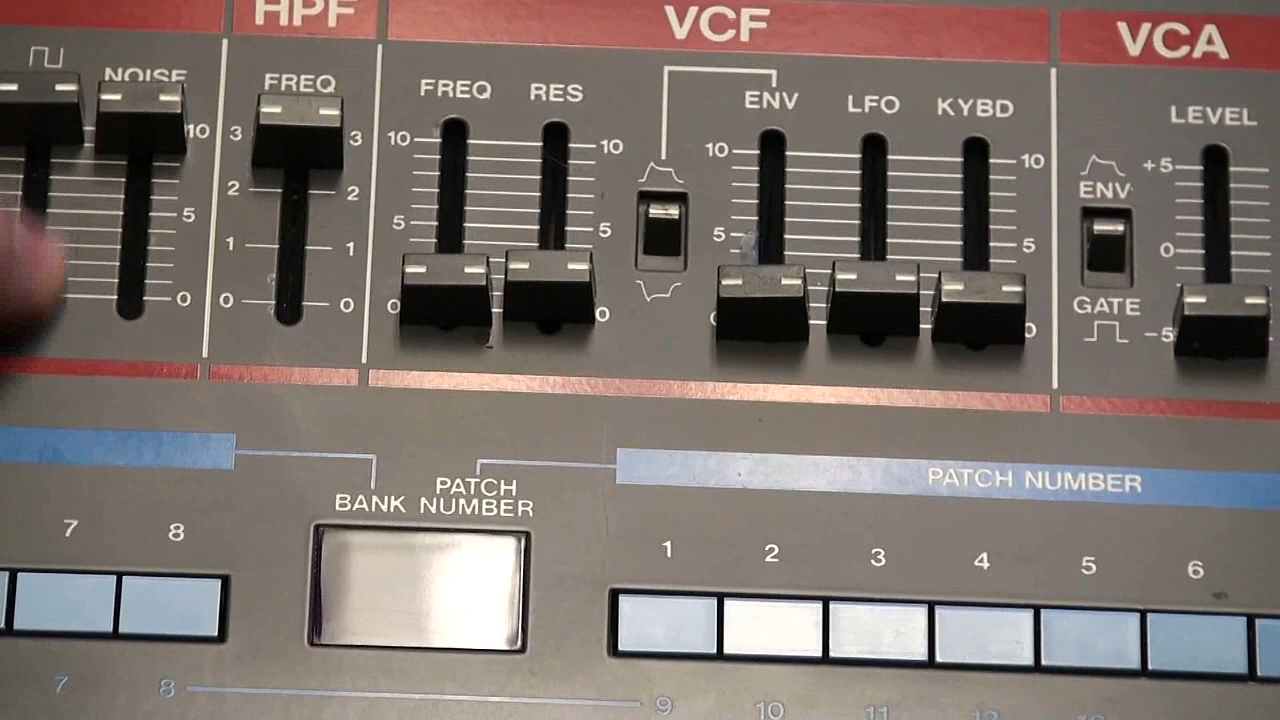 HPF
VCF
VCA
NOISE
FREQ
FREQ
RES
ENV
LFO
KYBD
LEVEL
10
5
0
3
2
1
0
3
2
1
0
10
5
0
10
5
0
10
5
10
5
0
ENV
GATE
+5
0
-5
BANK
PATCH
NUMBER
PATCH NUMBER
7
8
1
2
3
4
5
6
7
8
9
10
11